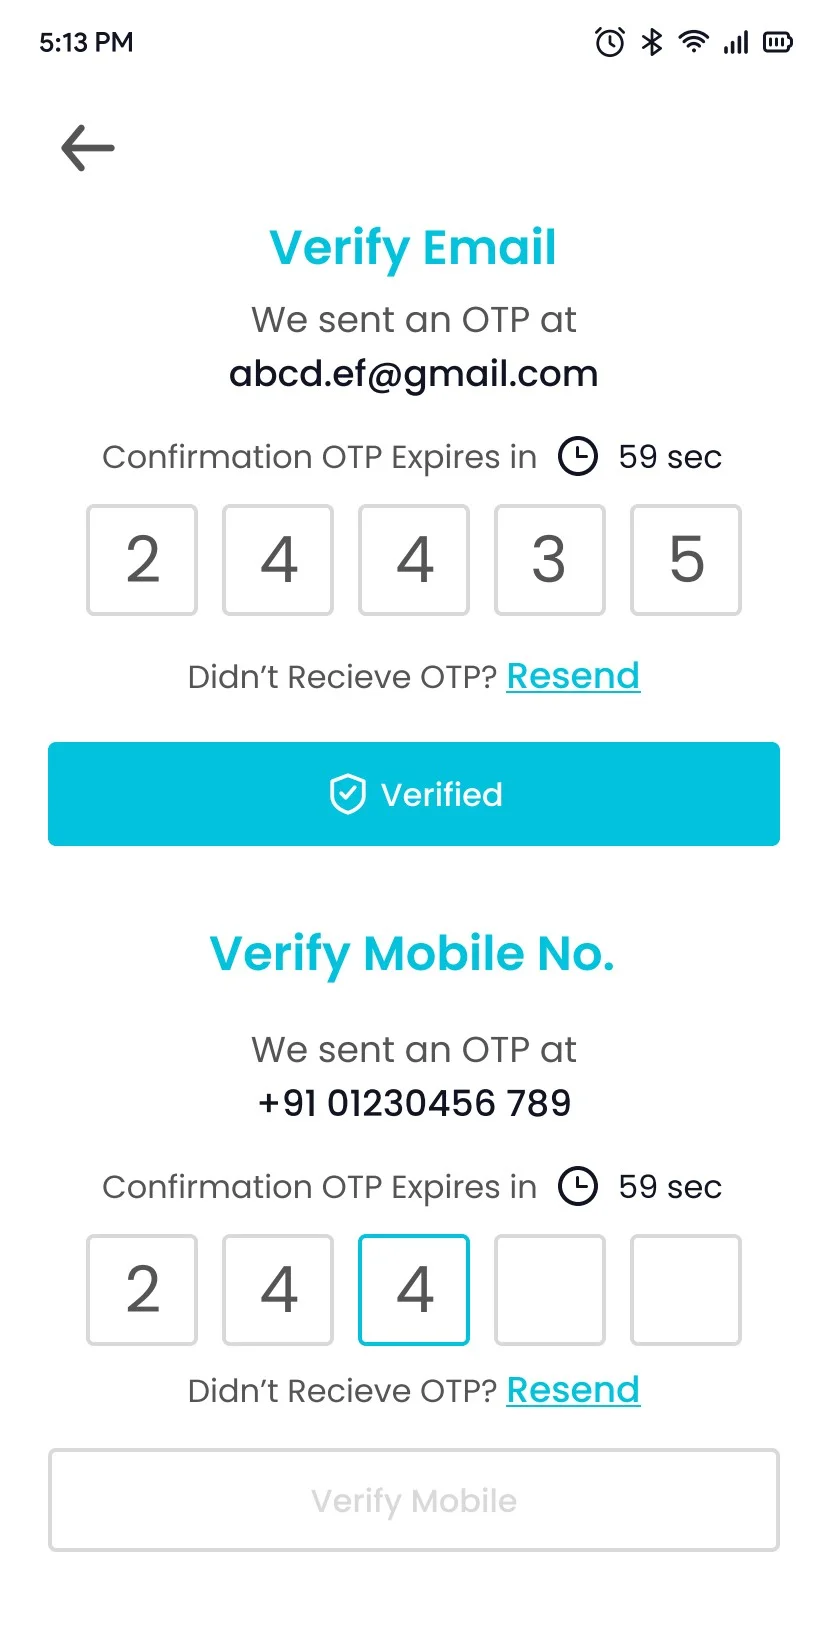 5:13 PM
Verify Email
We sent an OTP at
abcd.ef@gmail.com
Confirmation OTP Expires in 59 sec
2 4 4 3 5
Didn’t Recieve OTP? Resend
Verified
Verify Mobile No.
We sent an OTP at
+91 01230456 789
Confirmation OTP Expires in 59 sec
2 4 4
Didn’t Recieve OTP? Resend
Verify Mobile